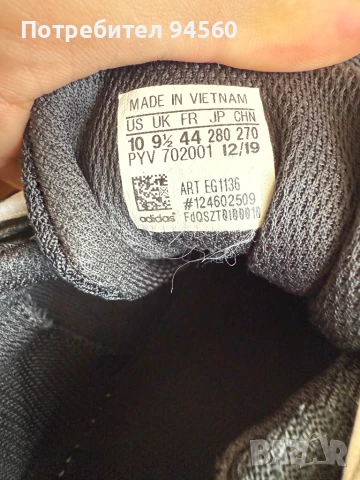 Потребител 94560
MADE IN VIETNAM
US UK FR JP CHN
10 9½ 44 280 270
PYV 702001 12/19
ART EG1136
#124602509
adidas
BAZAR